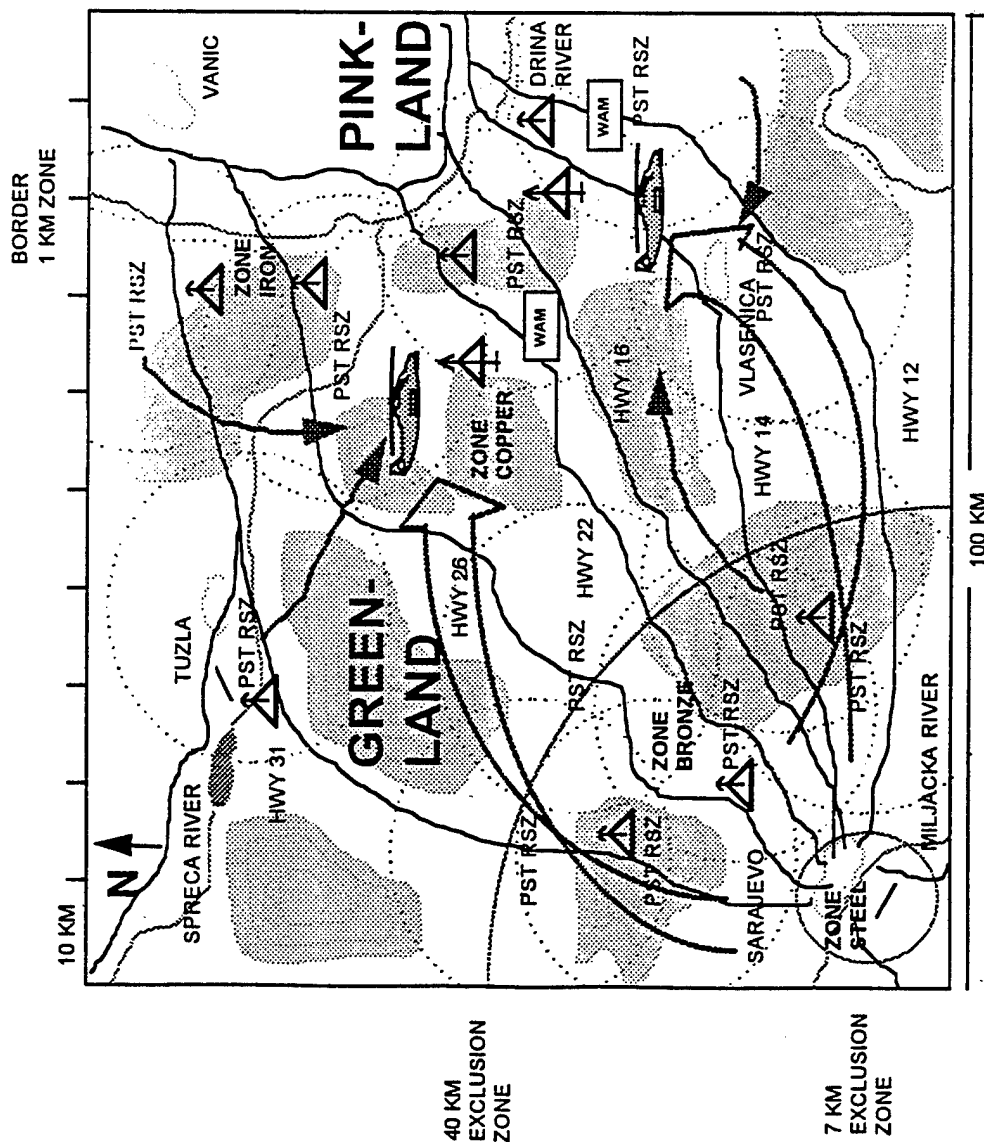 BORDER
1 KM ZONE
10 KM
N
SPRECA RIVER
TUZLA
PST RSZ
VANIC
HWY 31
PST RSZ
ZONE
IRON
PST RSZ
GREEN-
LAND
PINK-
LAND
HWY 26
ZONE
COPPER
PST RSZ
DRINA
RIVER
WAM
WAM
PST RSZ
40 KM
EXCLUSION
ZONE
PST RSZ
PST RSZ
HWY 22
HWY 16
PST RSZ
ZONE
BRONZE
PST RSZ
HWY 14
VLASENICA
PST RSZ
PST RSZ
SARAJEVO
PST RSZ
HWY 12
ZONE
STEEL
MILJACKA RIVER
7 KM
EXCLUSION
ZONE
100 KM